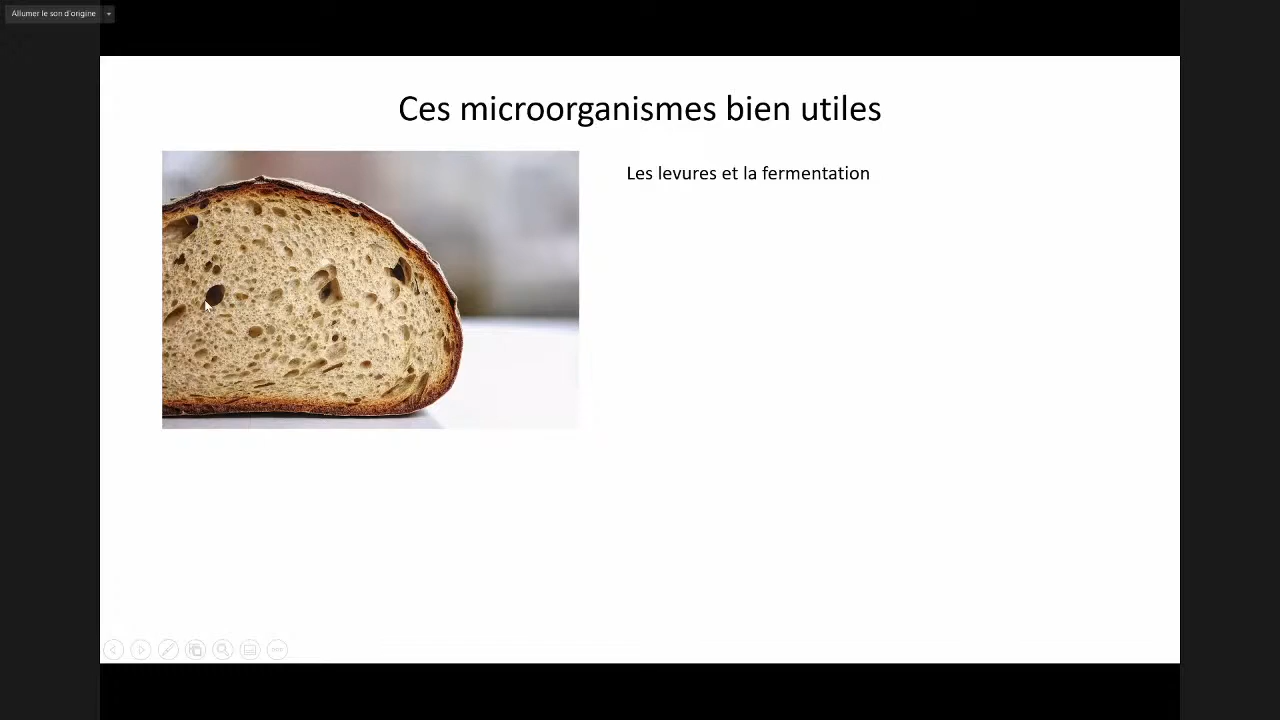 Allumer le son d'origine
Ces microorganismes bien utiles
Les levures et la fermentation